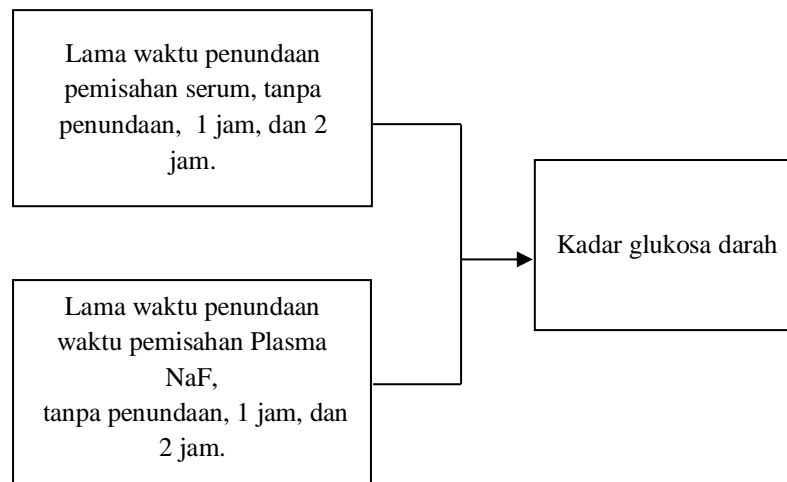 Lama waktu penundaan
pemisahan serum, tanpa
penundaan, 1 jam, dan 2
jam.
Kadar glukosa darah
Lama waktu penundaan
waktu pemisahan Plasma
NaF,
tanpa penundaan, 1 jam, dan
2 jam.